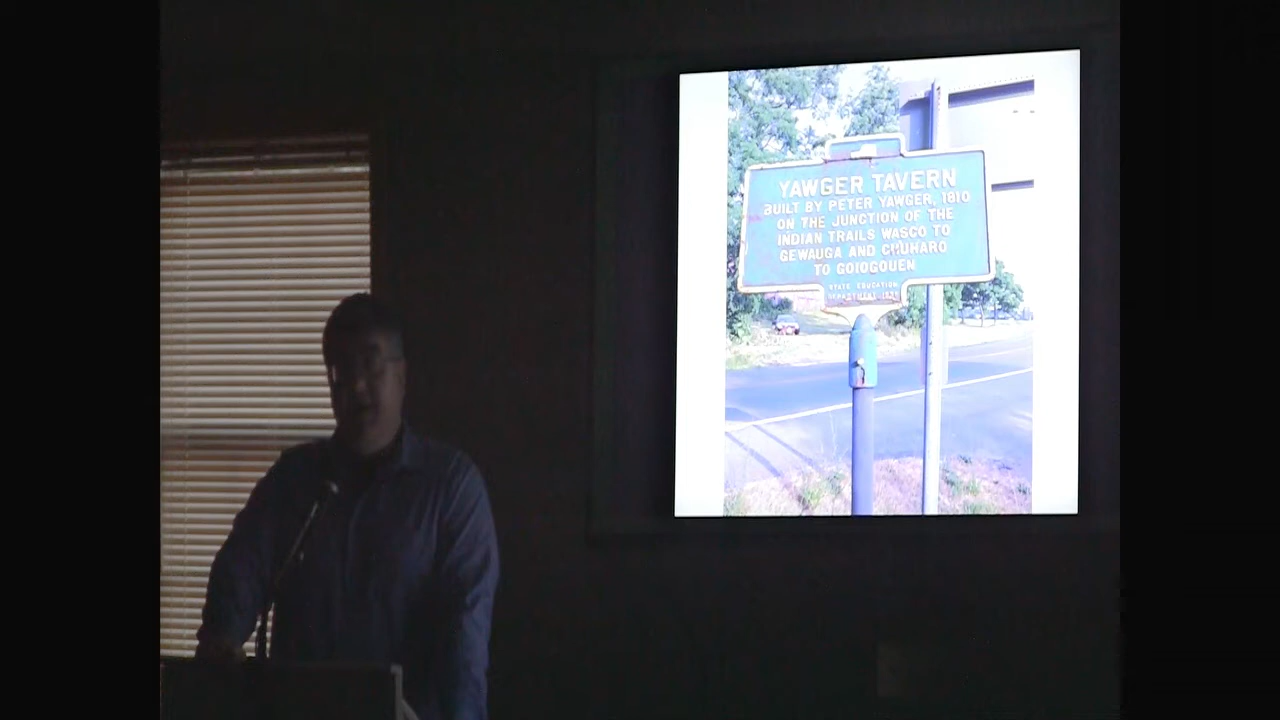 YAWGER TAVERN
BUILT BY PETER YAWGER, 1810
ON THE JUNCTION OF THE
INDIAN TRAILS WASCO TO
GEWAUGA AND CHUHARO
TO GOIOGOUEN
STATE EDUCATION
DEPARTMENT